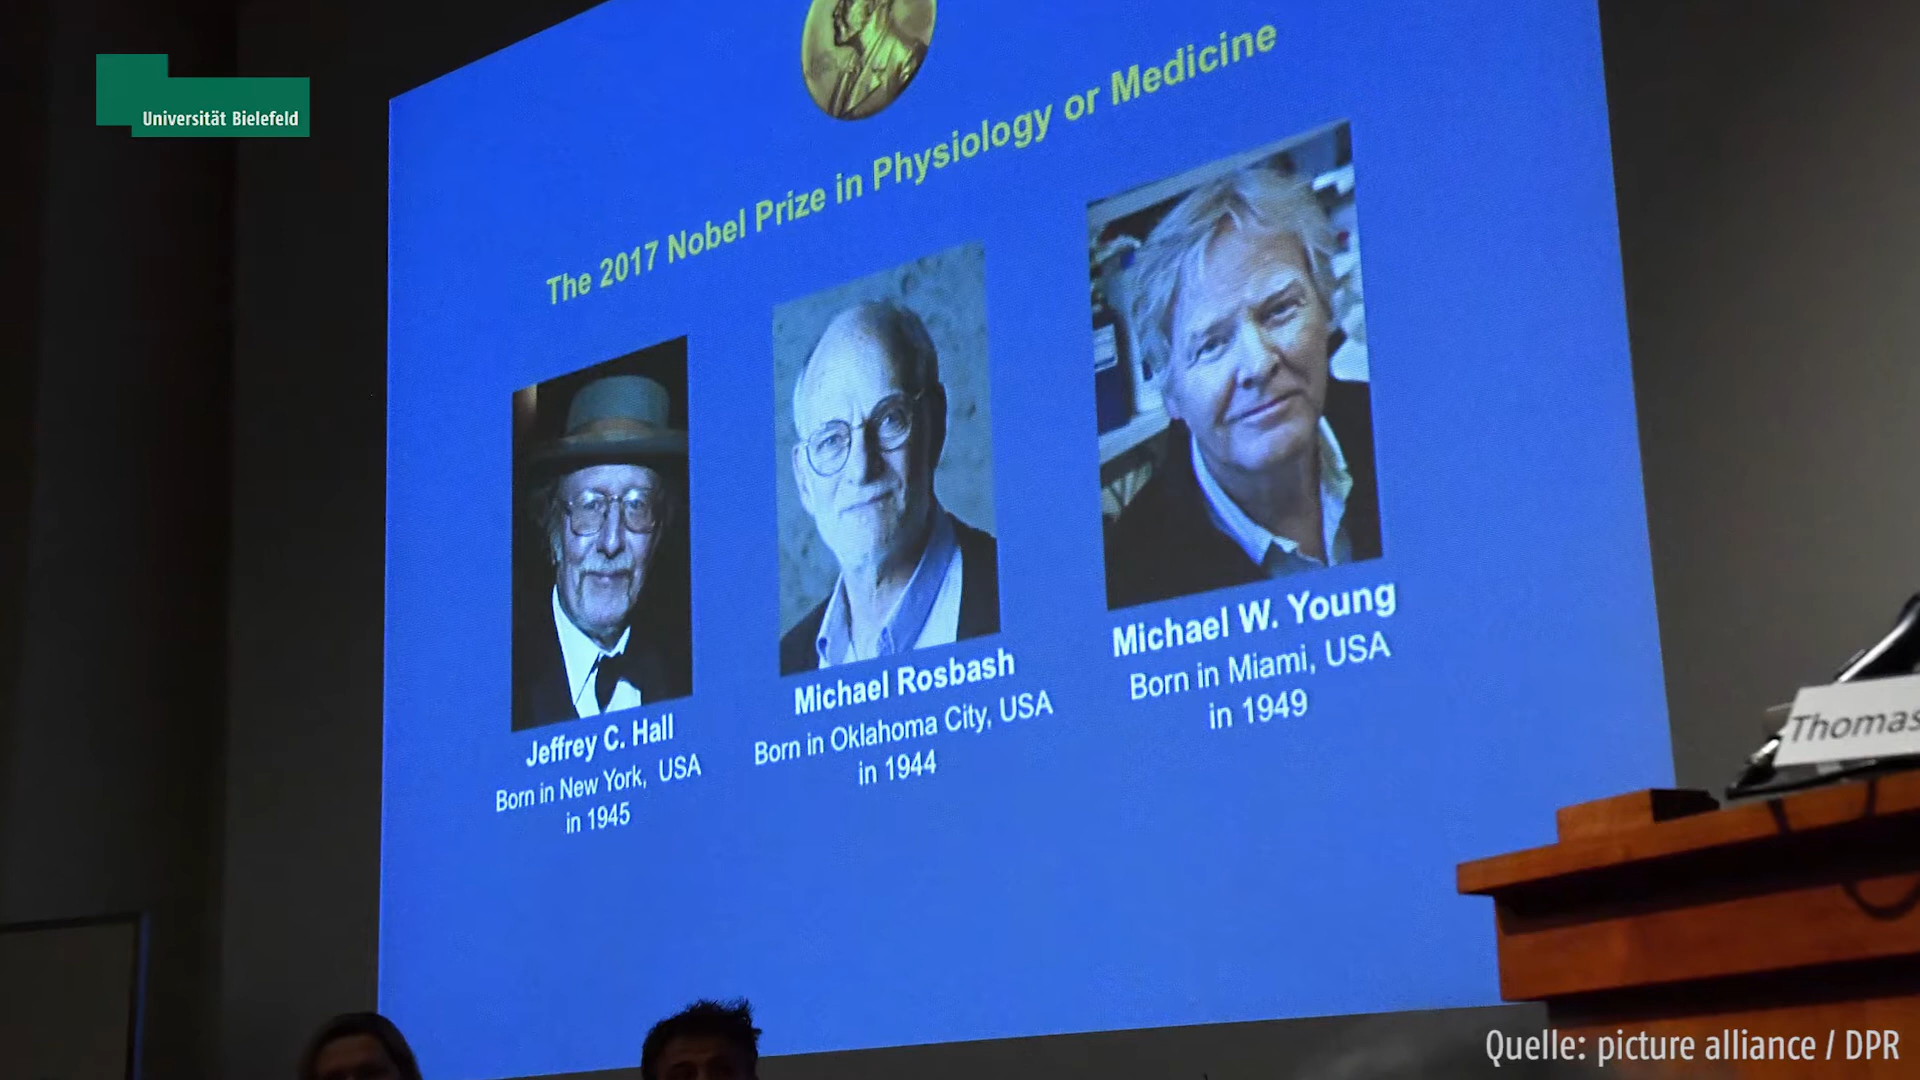 Universität Bielefeld
The 2017 Nobel Prize in Physiology or Medicine
Jeffrey C. Hall
Born in New York, USA
in 1945
Michael Rosbash
Born in Oklahoma City, USA
in 1944
Michael W. Young
Born in Miami, USA
in 1949
Thomas
Quelle: picture alliance / DPR